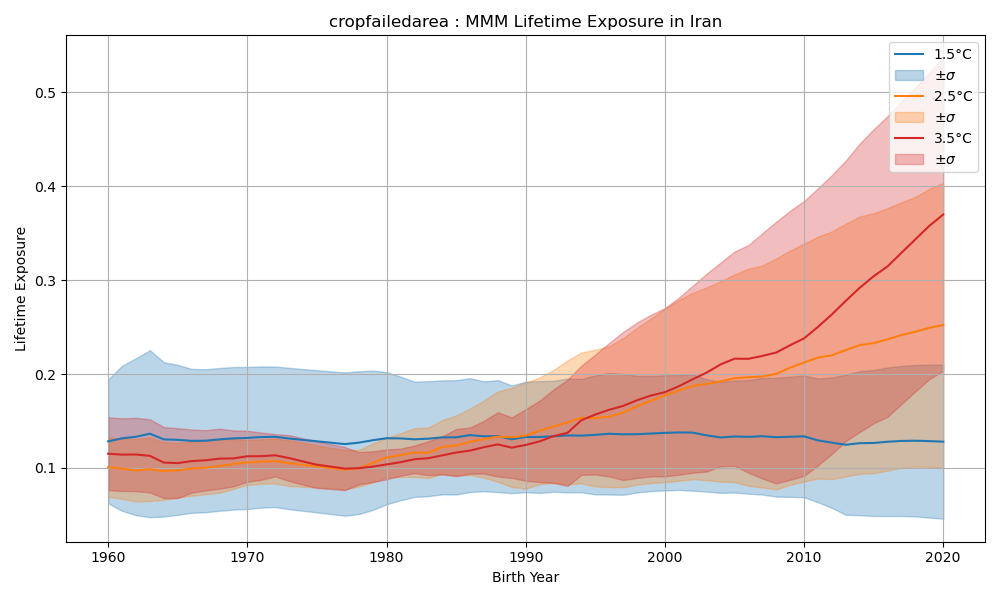 cropfailedarea : MMM Lifetime Exposure in Iran
1.5°C
±σ
2.5°C
±σ
3.5°C
±σ
0.5
0.4
0.3
0.2
0.1
Lifetime Exposure
1960 1970 1980 1990 2000 2010 2020
Birth Year